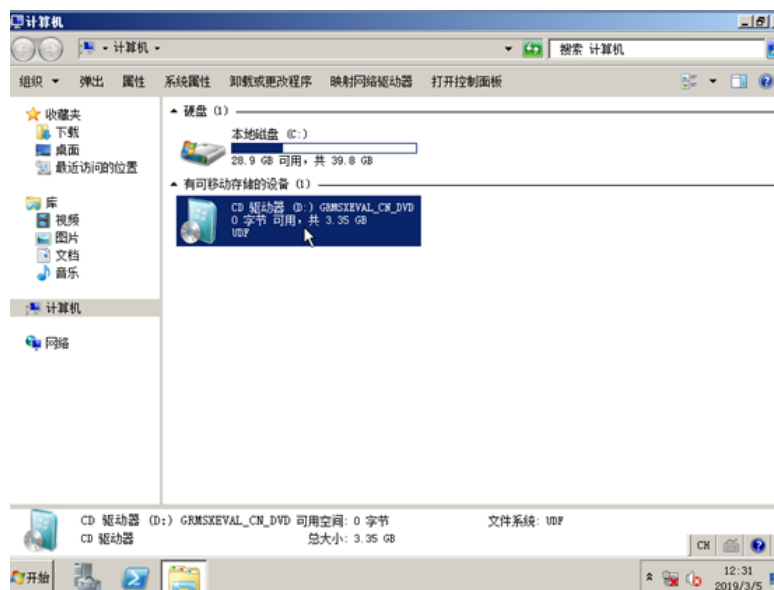 计算机
计算机
搜索 计算机
组织 弹出 属性 系统属性 卸载或更改程序 映射网络驱动器 打开控制面板
收藏夹
下载
桌面
最近访问的位置
库
视频
图片
文档
音乐
计算机
网络
硬盘 (1)
本地磁盘 (C:)
28.9 GB 可用，共 39.8 GB
有可移动存储的设备 (1)
CD 驱动器 (D:) GRMSXEVAL_CN_DVD
0 字节 可用，共 3.35 GB
UDF
CD 驱动器 (D:) GRMSXEVAL_CN_DVD 可用空间: 0 字节 文件系统: UDF
CD 驱动器 总大小: 3.35 GB
CH
开始
12:31
2019/3/5